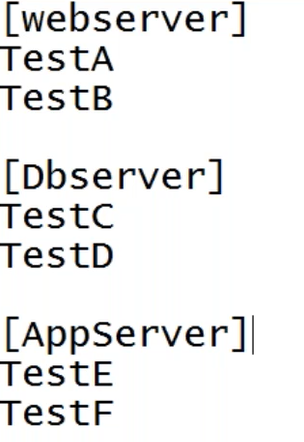 [webserver]
TestA
TestB
[Dbserver]
TestC
TestD
[AppServer]
TestE
TestF